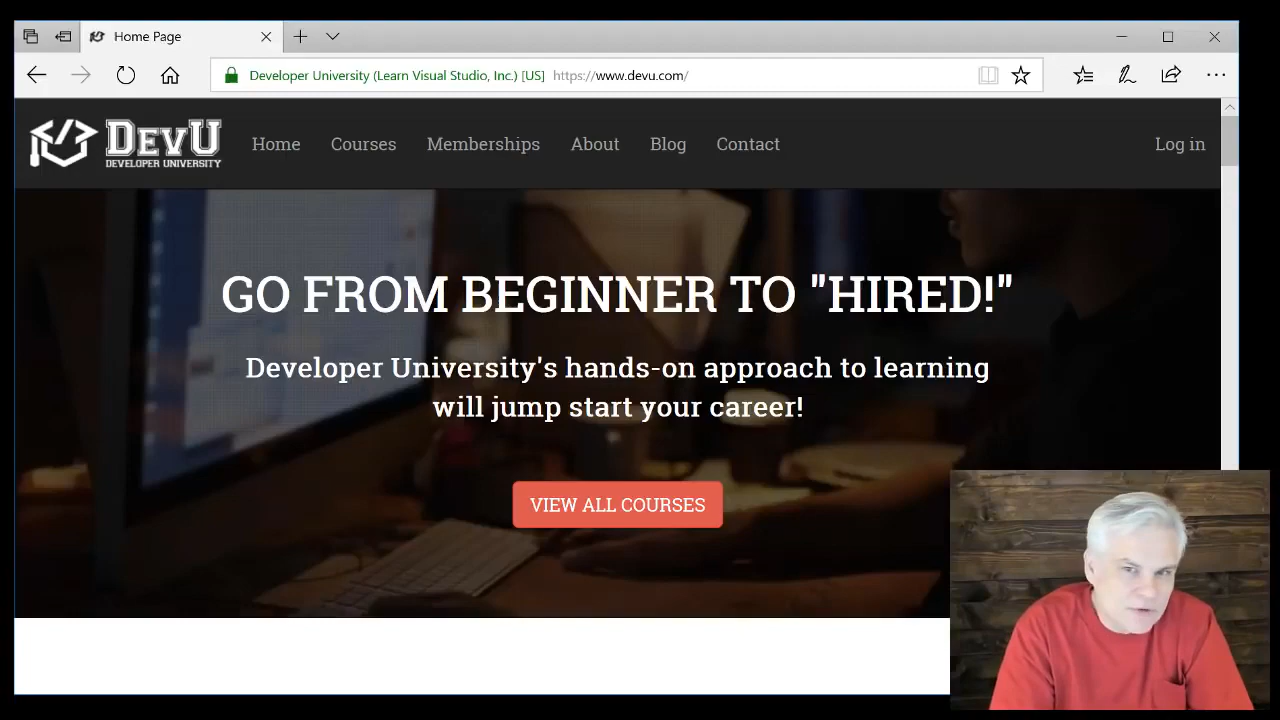 Home Page
Developer University (Learn Visual Studio, Inc.) [US] https://www.devu.com/
DEVU
DEVELOPER UNIVERSITY
Home Courses Memberships About Blog Contact Log in
GO FROM BEGINNER TO "HIRED!"
Developer University's hands-on approach to learning
will jump start your career!
VIEW ALL COURSES